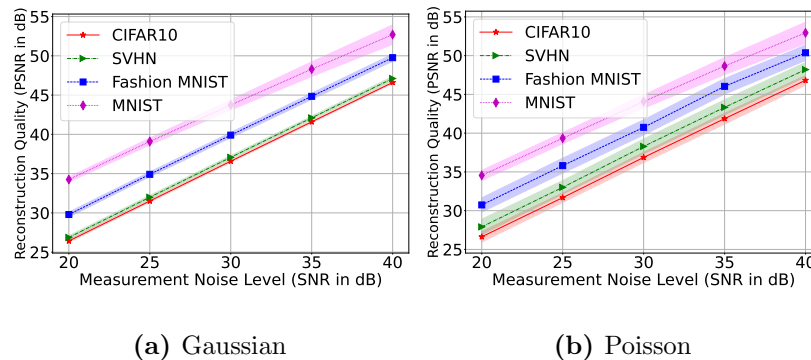 55
50
45
40
35
30
25
20 25 30 35 40
Reconstruction Quality (PSNR in dB)
Measurement Noise Level (SNR in dB)
CIFAR10
SVHN
Fashion MNIST
MNIST
(a) Gaussian
55
50
45
40
35
30
25
20 25 30 35 40
Reconstruction Quality (PSNR in dB)
Measurement Noise Level (SNR in dB)
CIFAR10
SVHN
Fashion MNIST
MNIST
(b) Poisson